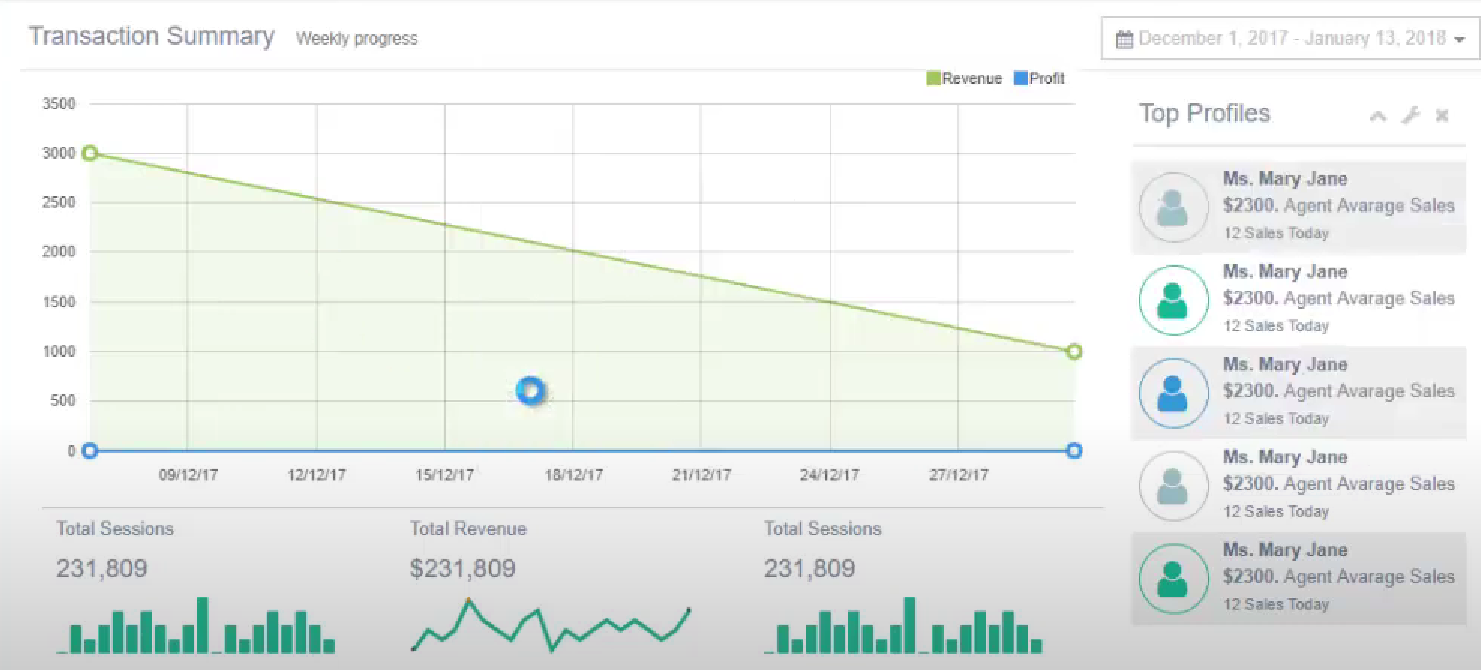 Transaction Summary Weekly progress
December 1, 2017 - January 13, 2018
Revenue Profit
3500
3000
2500
2000
1500
1000
500
0
09/12/17 12/12/17 15/12/17 18/12/17 21/12/17 24/12/17 27/12/17
Total Sessions
231,809
Total Revenue
$231,809
Total Sessions
231,809
Top Profiles
Ms. Mary Jane
$2300. Agent Avarage Sales
12 Sales Today
Ms. Mary Jane
$2300. Agent Avarage Sales
12 Sales Today
Ms. Mary Jane
$2300. Agent Avarage Sales
12 Sales Today
Ms. Mary Jane
$2300. Agent Avarage Sales
12 Sales Today
Ms. Mary Jane
$2300. Agent Avarage Sales
12 Sales Today